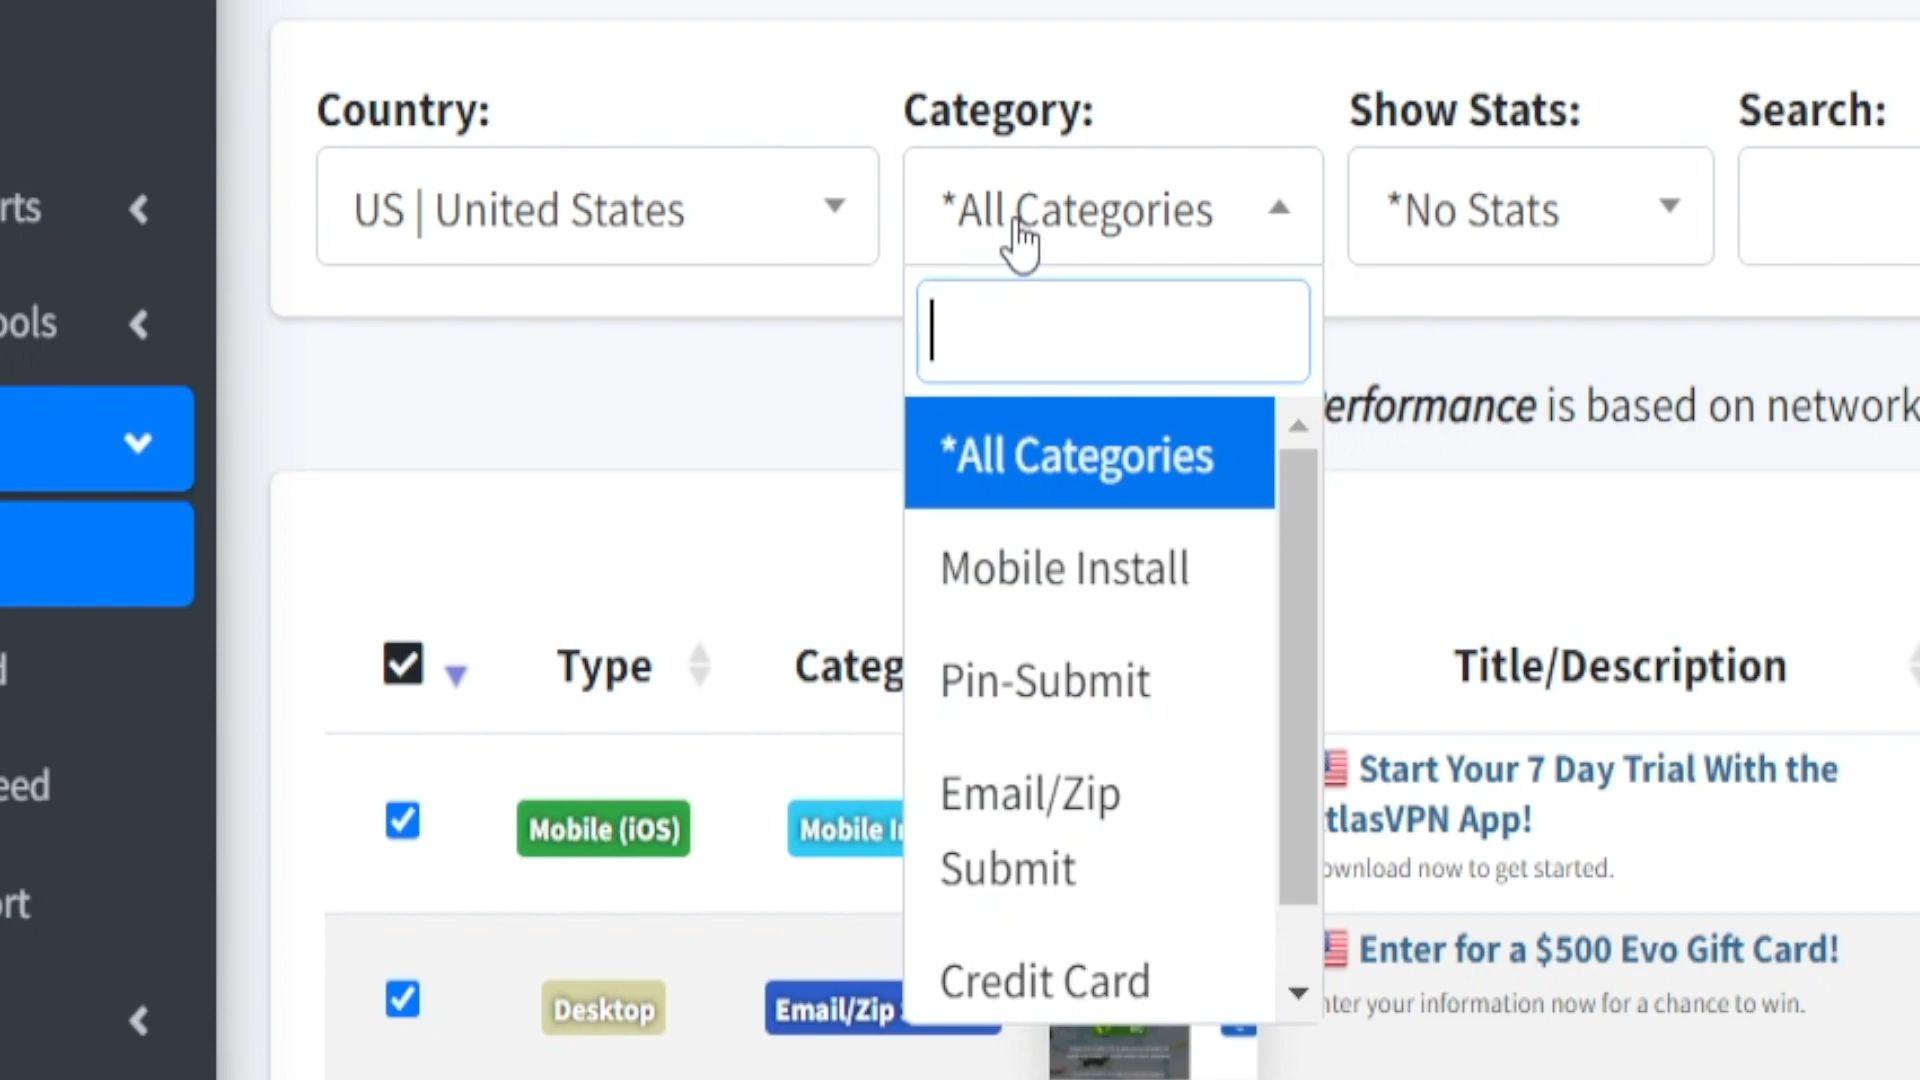 Country: Category: Show Stats: Search:
US | United States *All Categories *No Stats
rts
ools
erformance is based on network
*All Categories
Mobile Install
Pin-Submit
Email/Zip
Submit
Credit Card
Type Categ Title/Description
eed
rt
Mobile (iOS) Mobile I Start Your 7 Day Trial With the
tlasVPN App!
ownload now to get started.
Desktop Email/Zip Enter for a $500 Evo Gift Card!
nter your information now for a chance to win.